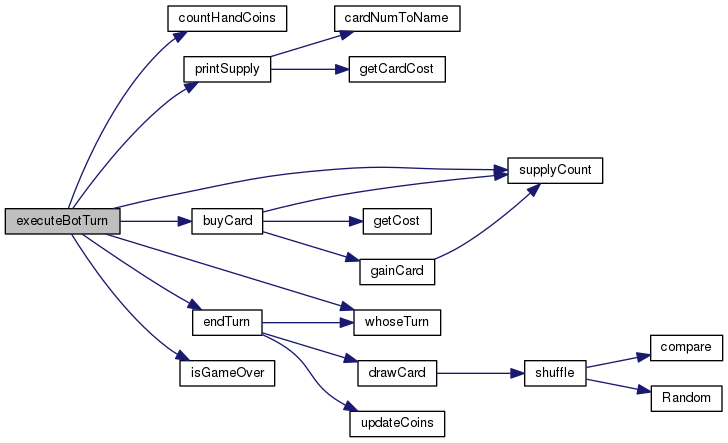 countHandCoins
cardNumToName
printSupply
getCardCost
supplyCount
executeBotTurn
buyCard
getCost
gainCard
endTurn
whoseTurn
compare
isGameOver
drawCard
shuffle
Random
updateCoins